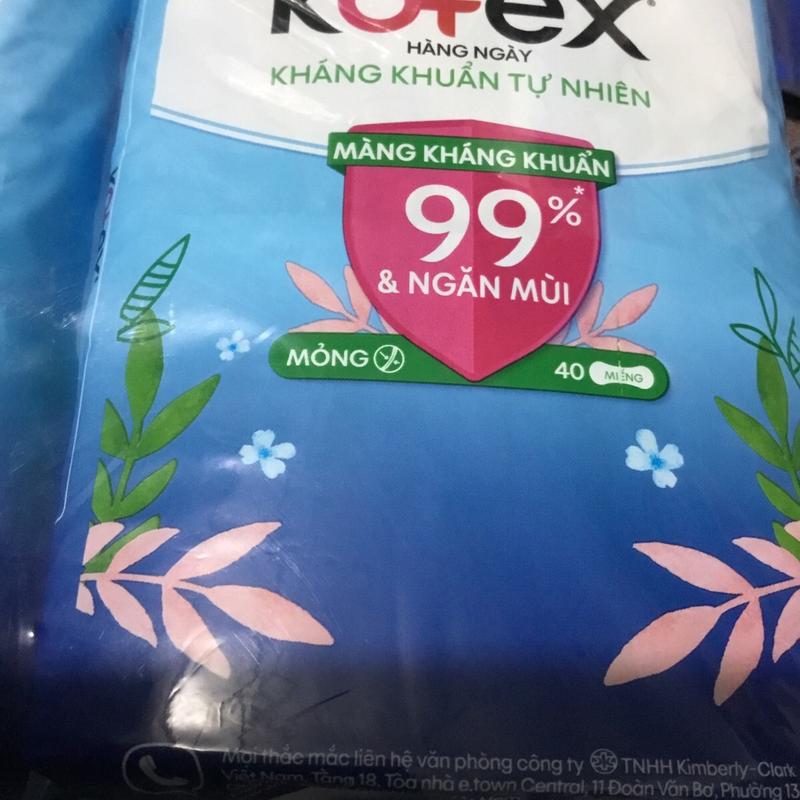 Kotex
HÀNG NGÀY
KHÁNG KHUẨN TỰ NHIÊN
MÀNG KHÁNG KHUẨN
99%*
& NGĂN MÙI
MỎNG
40 MIẾNG
Mọi thắc mắc liên hệ văn phòng công ty TNHH Kimberly-Clark
Việt Nam, Tầng 18, Tòa nhà e.town Central, 11 Đoàn Văn Bơ, Phường 13